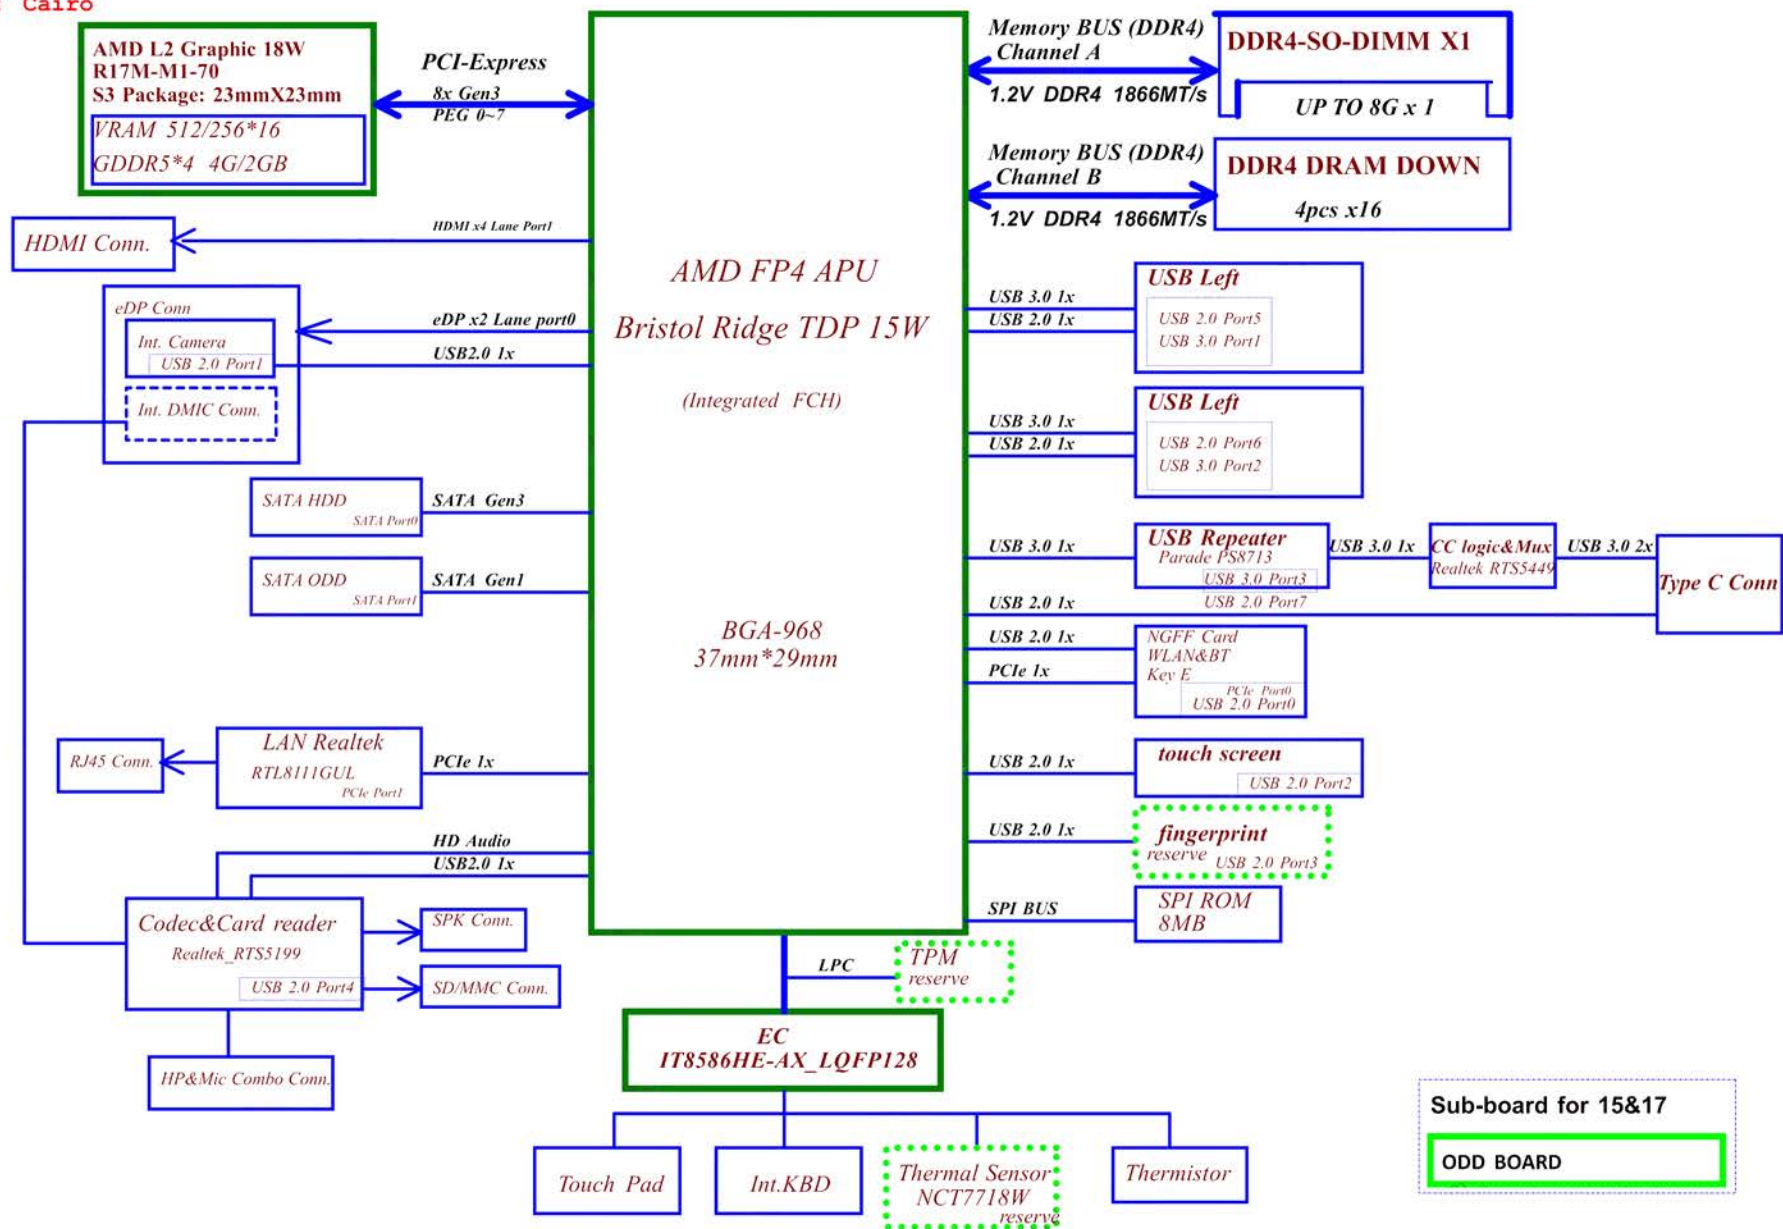 : Cairo
AMD L2 Graphic 18W
R17M-M1-70
S3 Package: 23mmX23mm
VRAM 512/256*16
GDDR5*4 4G/2GB
PCI-Express
8x Gen3
PEG 0~7
HDMI Conn.
HDMI x4 Lane Port1
eDP Conn
Int. Camera
USB 2.0 Port1
Int. DMIC Conn.
eDP x2 Lane port0
USB2.0 1x
SATA HDD
SATA Port0
SATA Gen3
SATA ODD
SATA Port1
SATA Gen1
RJ45 Conn.
LAN Realtek
RTL8111GUL
PCIe Port1
PCIe 1x
HD Audio
USB2.0 1x
Codec&Card reader
Realtek_RTS5199
USB 2.0 Port4
SPK Conn.
SD/MMC Conn.
HP&Mic Combo Conn.
AMD FP4 APU
Bristol Ridge TDP 15W
(Integrated FCH)
BGA-968
37mm*29mm
Memory BUS (DDR4)
Channel A
1.2V DDR4 1866MT/s
DDR4-SO-DIMM X1
UP TO 8G x 1
Memory BUS (DDR4)
Channel B
1.2V DDR4 1866MT/s
DDR4 DRAM DOWN
4pcs x16
USB 3.0 1x
USB 2.0 1x
USB Left
USB 2.0 Port5
USB 3.0 Port1
USB 3.0 1x
USB 2.0 1x
USB Left
USB 2.0 Port6
USB 3.0 Port2
USB 3.0 1x
USB Repeater
Parade PS8713
USB 3.0 Port3
USB 2.0 Port7
USB 3.0 1x
CC logic&Mux
Realtek RTS5449
USB 3.0 2x
Type C Conn
USB 2.0 1x
USB 2.0 1x
PCIe 1x
NGFF Card
WLAN&BT
Key E
PCIe Port0
USB 2.0 Port0
USB 2.0 1x
touch screen
USB 2.0 Port2
USB 2.0 1x
fingerprint
reserve USB 2.0 Port3
SPI BUS
SPI ROM
8MB
LPC
TPM
reserve
EC
IT8586HE-AX_LQFP128
Touch Pad
Int.KBD
Thermal Sensor
NCT7718W
reserve
Thermistor
Sub-board for 15&17
ODD BOARD